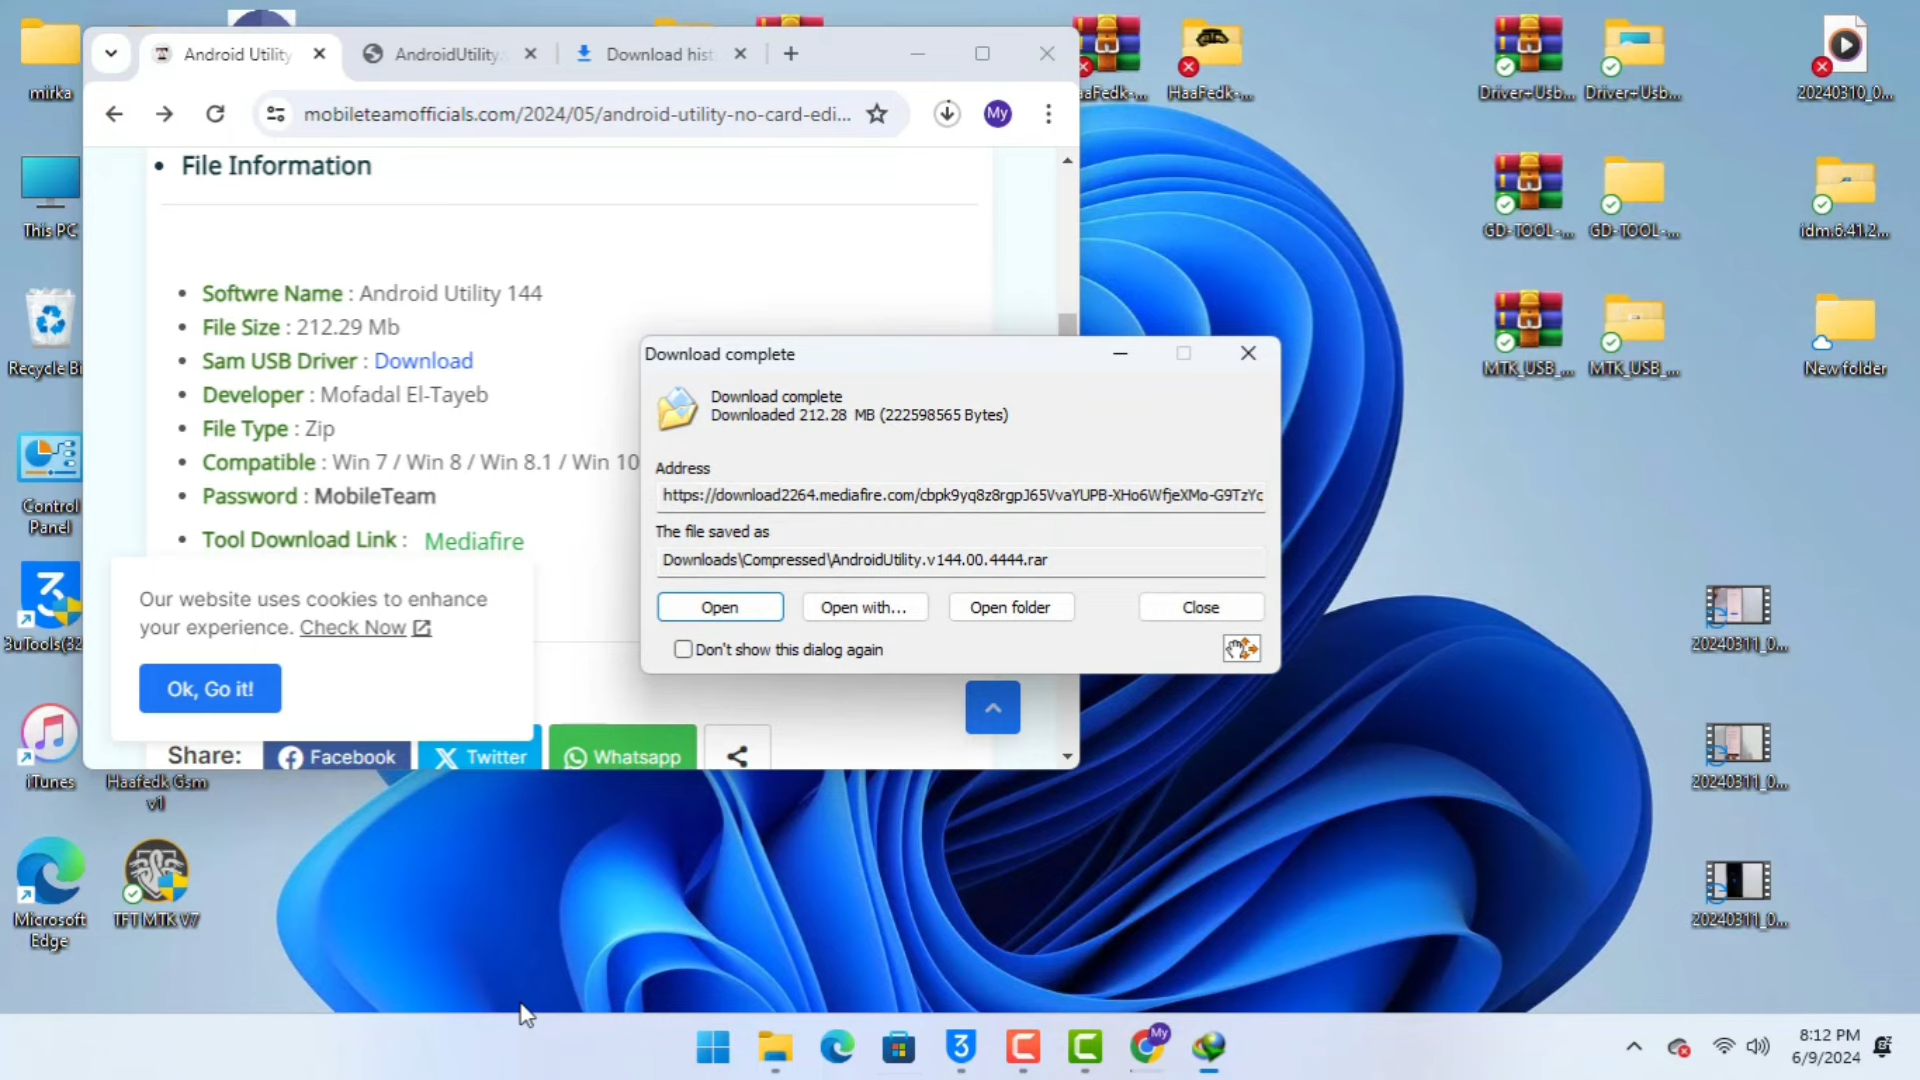 mirka
This PC
Recycle Bi
Control
Panel
3uTools(32
iTunes
Microsoft
Edge
Haafedk Gsm
v1
TFT MTK V7
Android Utility
AndroidUtility.
Download hist
mobileteamofficials.com/2024/05/android-utility-no-card-edi...
My
File Information
Softwre Name : Android Utility 144
File Size : 212.29 Mb
Sam USB Driver : Download
Developer : Mofadal El-Tayeb
File Type : Zip
Compatible : Win 7 / Win 8 / Win 8.1 / Win 10
Password : MobileTeam
Tool Download Link : Mediafire
Our website uses cookies to enhance
your experience. Check Now
Ok, Go it!
Share: Facebook Twitter Whatsapp
Download complete
Download complete
Downloaded 212.28 MB (222598565 Bytes)
Address
https://download2264.mediafire.com/cbpk9yq8z8rgpJ65VvaYUPB-XHo6WfjeXMo-G9TzYc
The file saved as
Downloads\Compressed\AndroidUtility.v144.00.4444.rar
Open Open with... Open folder Close
Don't show this dialog again
aaFedk-...
HaaFedk-...
Driver+Usb...
Driver+Usb...
20240310_0...
GD-TOOL-...
GD-TOOL-...
idm.6.41.2...
MTK_USB_...
MTK_USB_...
New folder
20240311_0...
20240311_0...
20240311_0...
3
My
8:12 PM
6/9/2024